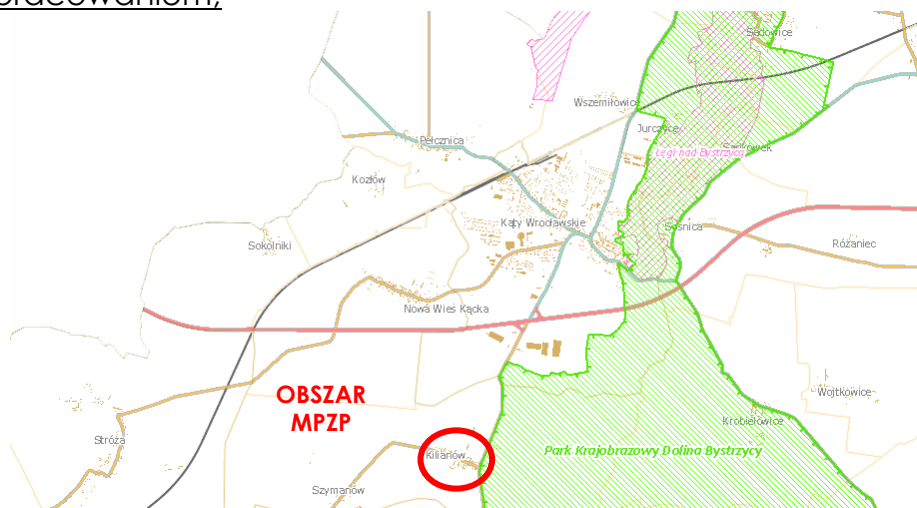 opracowaniom;
Sadowice
Wszemiłowice
Jurczyce
Pełcznica
Łęgi nad Bystrzycą
Kozłów
Kąty Wrocławskie
Sośnica
Sokolniki
Różaniec
Nowa Wieś Kącka
OBSZAR
MPZP
Wojtkowice
Krobielowice
Stróża
Kilianów
Park Krajobrazowy Dolina Bystrzycy
Szymanów